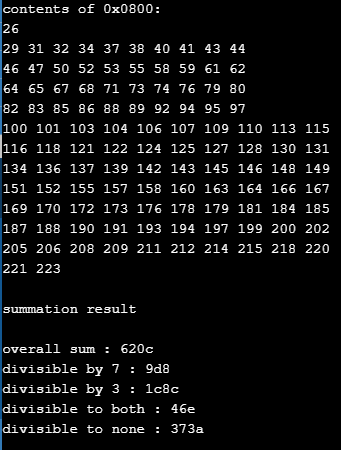 contents of 0x0800:
26
29 31 32 34 37 38 40 41 43 44
46 47 50 52 53 55 58 59 61 62
64 65 67 68 71 73 74 76 79 80
82 83 85 86 88 89 92 94 95 97
100 101 103 104 106 107 109 110 113 115
116 118 121 122 124 125 127 128 130 131
134 136 137 139 142 143 145 146 148 149
151 152 155 157 158 160 163 164 166 167
169 170 172 173 176 178 179 181 184 185
187 188 190 191 193 194 197 199 200 202
205 206 208 209 211 212 214 215 218 220
221 223
summation result
overall sum : 620c
divisible by 7 : 9d8
divisible by 3 : 1c8c
divisible to both : 46e
divisible to none : 373a